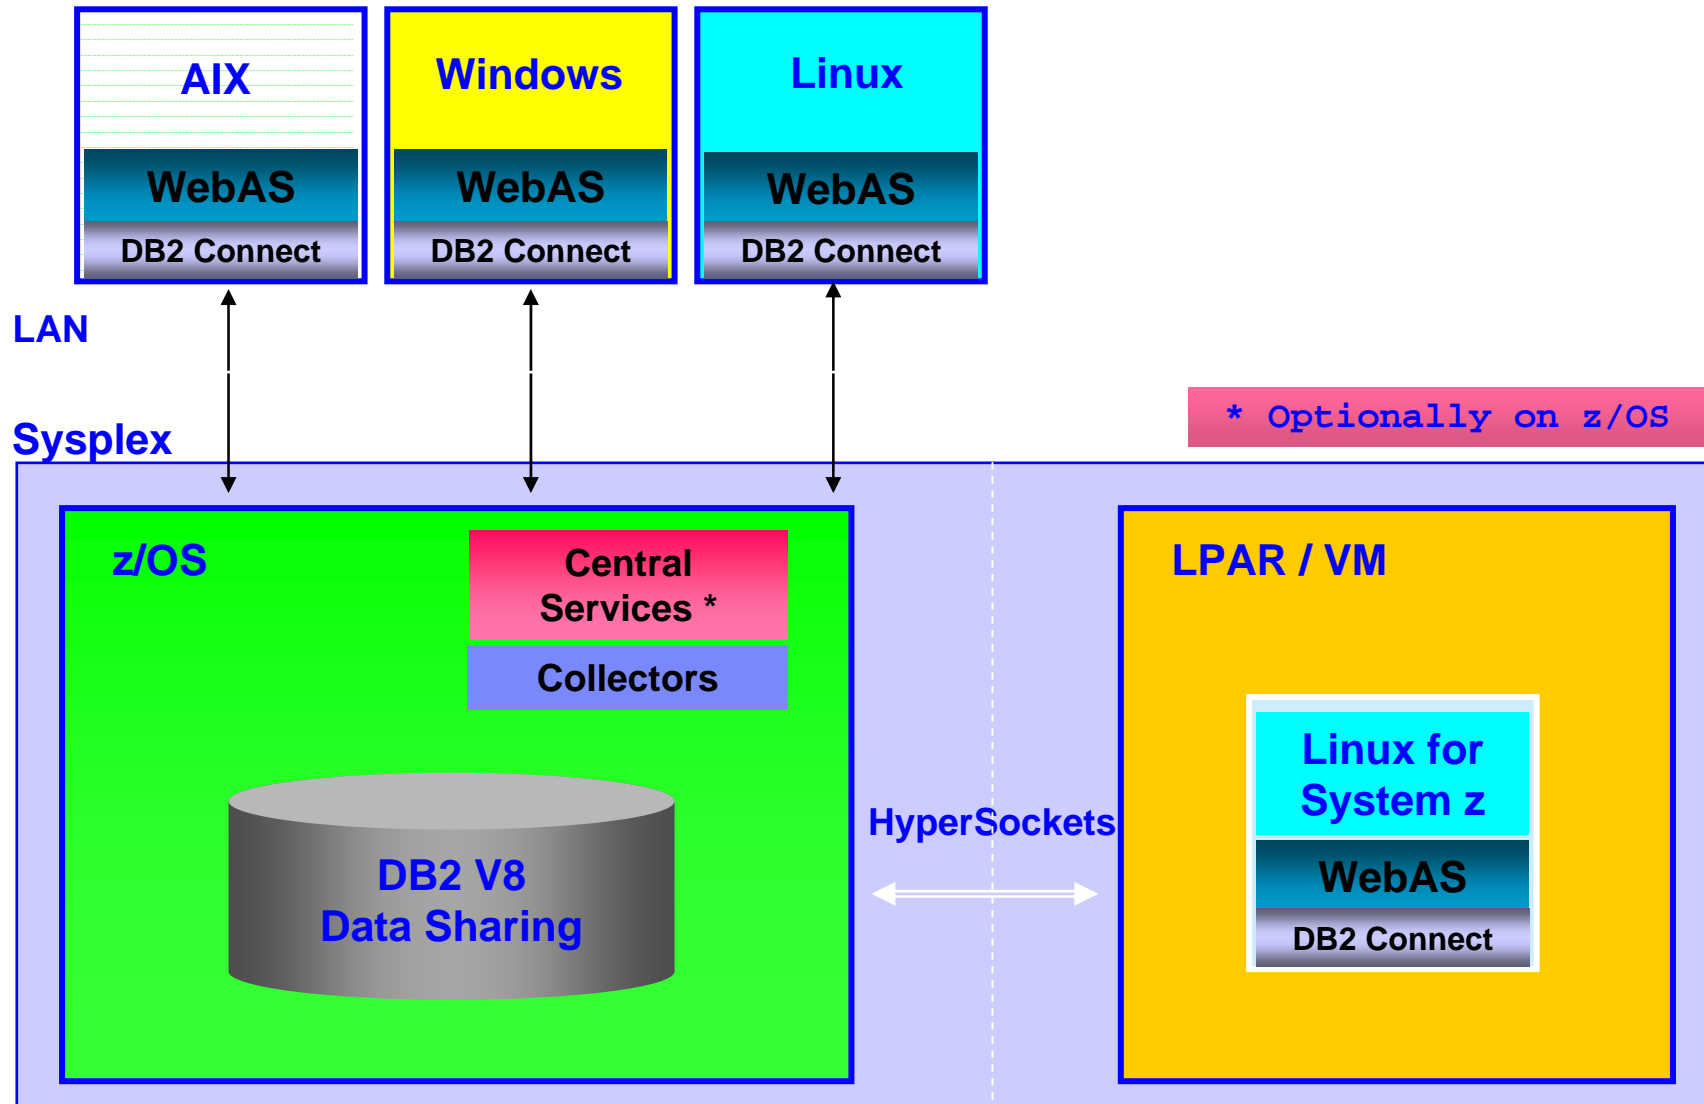 AIX
Windows
Linux
WebAS
WebAS
WebAS
DB2 Connect
DB2 Connect
DB2 Connect
LAN
* Optionally on z/OS
Sysplex
z/OS
Central
Services *
Collectors
DB2 V8
Data Sharing
HyperSockets
LPAR / VM
Linux for
System z
WebAS
DB2 Connect